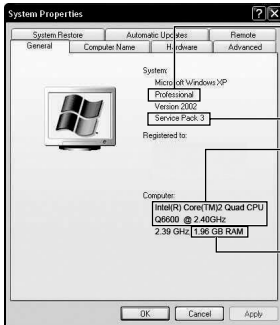 System Properties
System Restore Automatic Updates Remote
General Computer Name Hardware Advanced
System:
Microsoft Windows XP
Professional
Version 2002
Service Pack 3
Registered to:
Computer:
Intel(R) Core(TM)2 Quad CPU
Q6600 @ 2.40GHz
2.39 GHz, 1.96 GB RAM
OK Cancel Apply